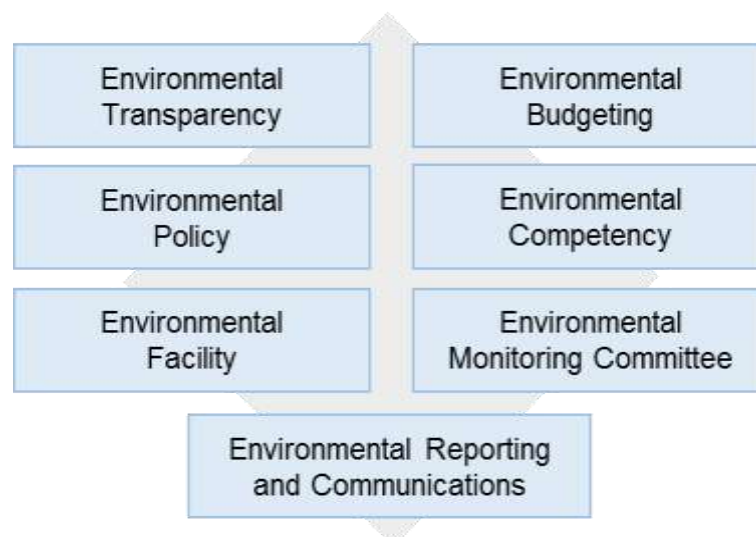 Environmental
Transparency
Environmental
Budgeting
Environmental
Policy
Environmental
Competency
Environmental
Facility
Environmental
Monitoring Committee
Environmental Reporting
and Communications